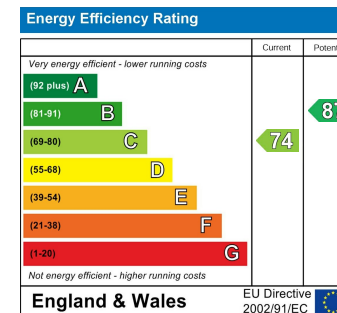 Energy Efficiency Rating
Current
Very energy efficient - lower running costs
(92 plus) A
(81-91) B
(69-80) C
74
(55-68) D
(39-54) E
(21-38) F
(1-20) G
Not energy efficient - higher running costs
England & Wales
EU Directive
2002/91/EC